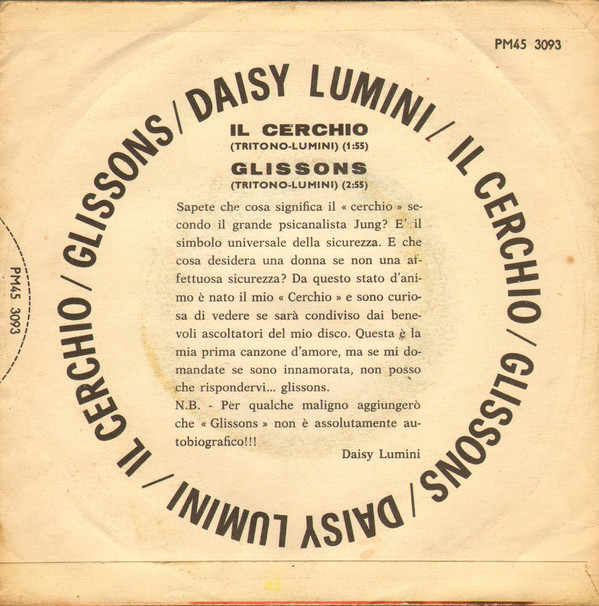 PM45 3093
DAISY LUMINI / IL CERCHIO / GLISSONS / DAISY LUMINI / IL CERCHIO / GLISSONS /
IL CERCHIO
(TRITONO-LUMINI) (1:55)
GLISSONS
(TRITONO-LUMINI) (2:55)
Sapete che cosa significa il « cerchio » se-
condo il grande psicanalista Jung? E' il
simbolo universale della sicurezza. E che
cosa desidera una donna se non una af-
fettuosa sicurezza? Da questo stato d'ani-
mo è nato il mio « Cerchio » e sono curio-
sa di vedere se sarà condiviso dai bene-
voli ascoltatori del mio disco. Questa è la
mia prima canzone d'amore, ma se mi do-
mandate se sono innamorata, non posso
che rispondervi... glissons.
N.B. - Per qualche maligno aggiungerò
che « Glissons » non è assolutamente au-
tobiografico!!!
Daisy Lumini
PM45 3093